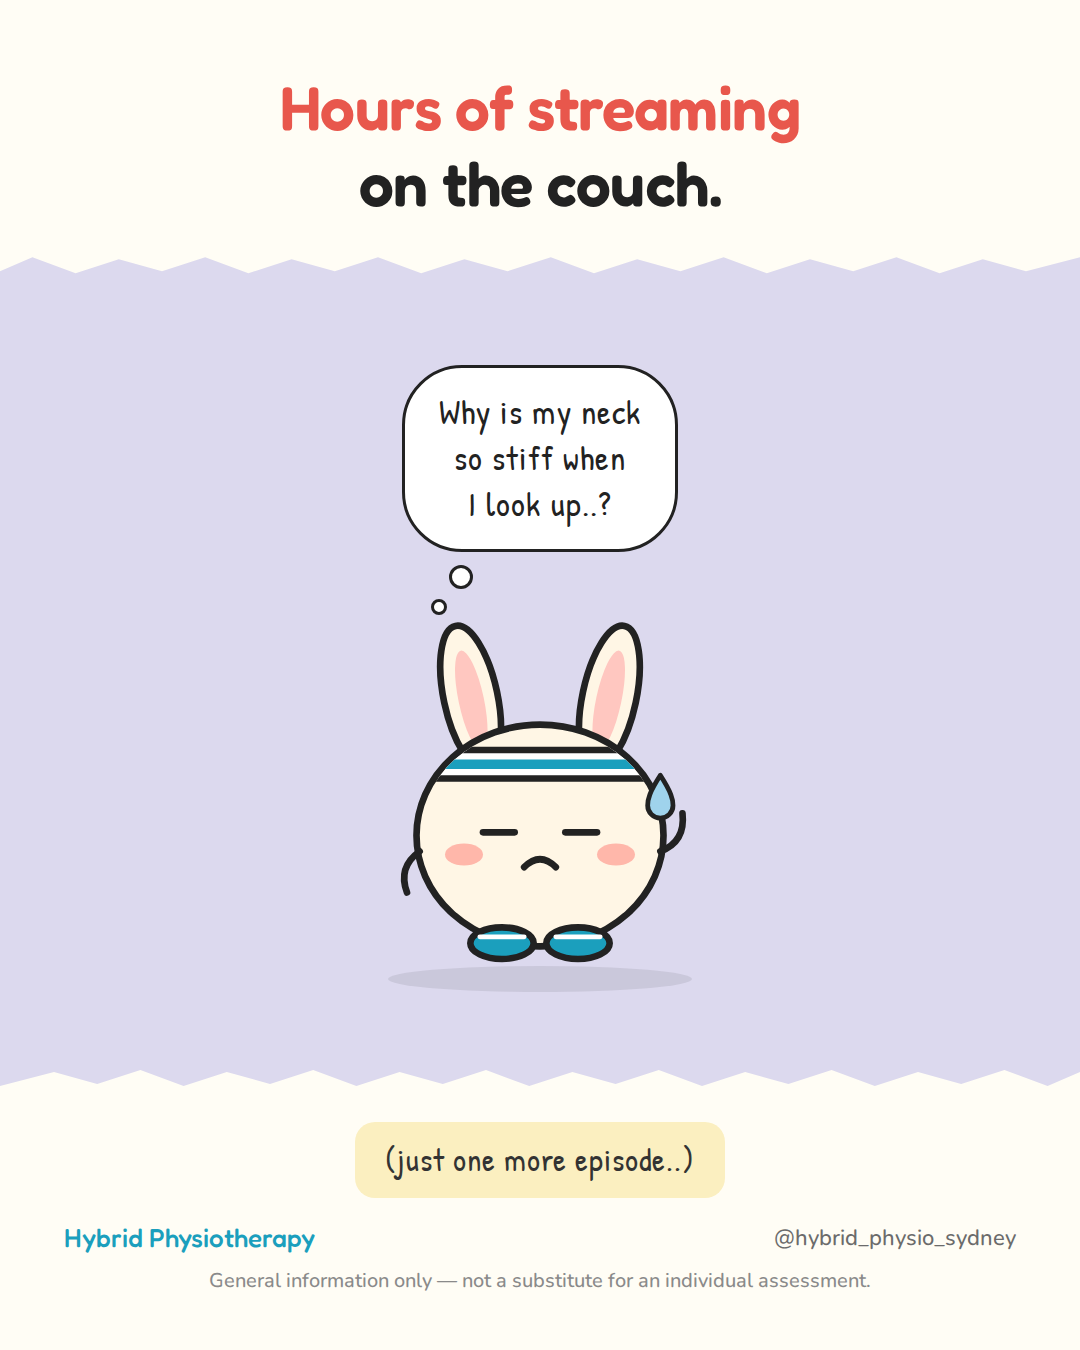 Hours of streaming
on the couch.
Why is my neck
so stiff when
I look up..?
(just one more episode..)
Hybrid Physiotherapy
@hybrid_physio_sydney
General information only — not a substitute for an individual assessment.